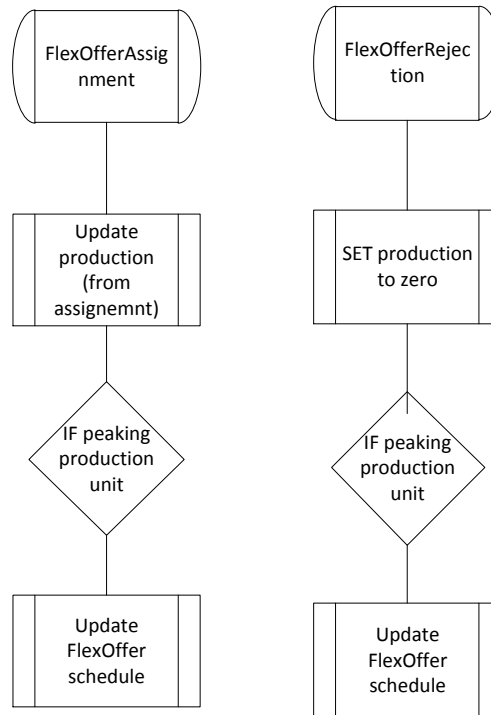 FlexOfferAssig
nment
Update
production
(from
assignemnt)
IF peaking
production
unit
Update
FlexOffer
schedule
FlexOfferRejec
tion
SET production
to zero
IF peaking
production
unit
Update
FlexOffer
schedule